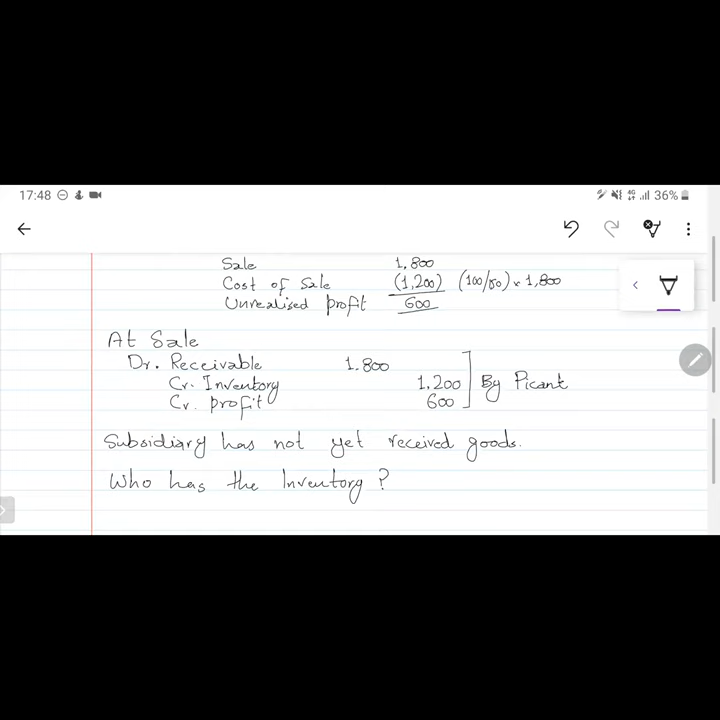 17:48 4G 36%
Sale 1,800
Cost of Sale (1,200) (100/150) x 1,800
Unrealised profit 600
At Sale
Dr. Receivable 1.800
Cr. Inventory 1.200
Cr. profit 600
By Picant
Subsidiary has not yet received goods.
Who has the Inventory?